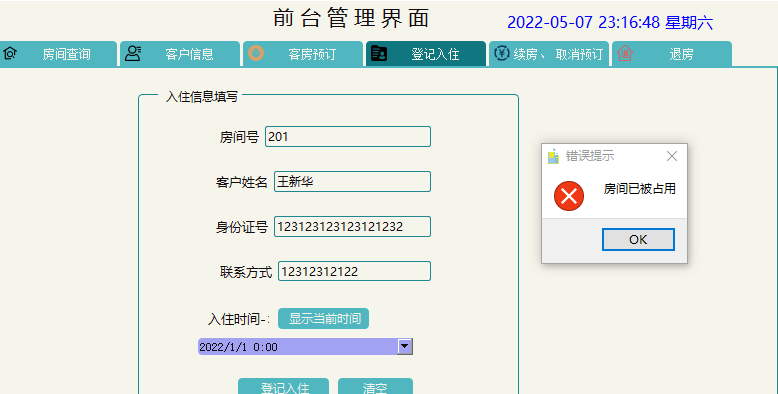 前台管理界面
2022-05-07 23:16:48 星期六
房间查询 客户信息 客房预订 登记入住 续房、 取消预订 退房
入住信息填写
房间号 201
客户姓名 王新华
身份证号 123123123123121232
联系方式 12312312122
入住时间-: 显示当前时间
2022/1/1 0:00
登记入住 清空
错误提示
房间已被占用
OK